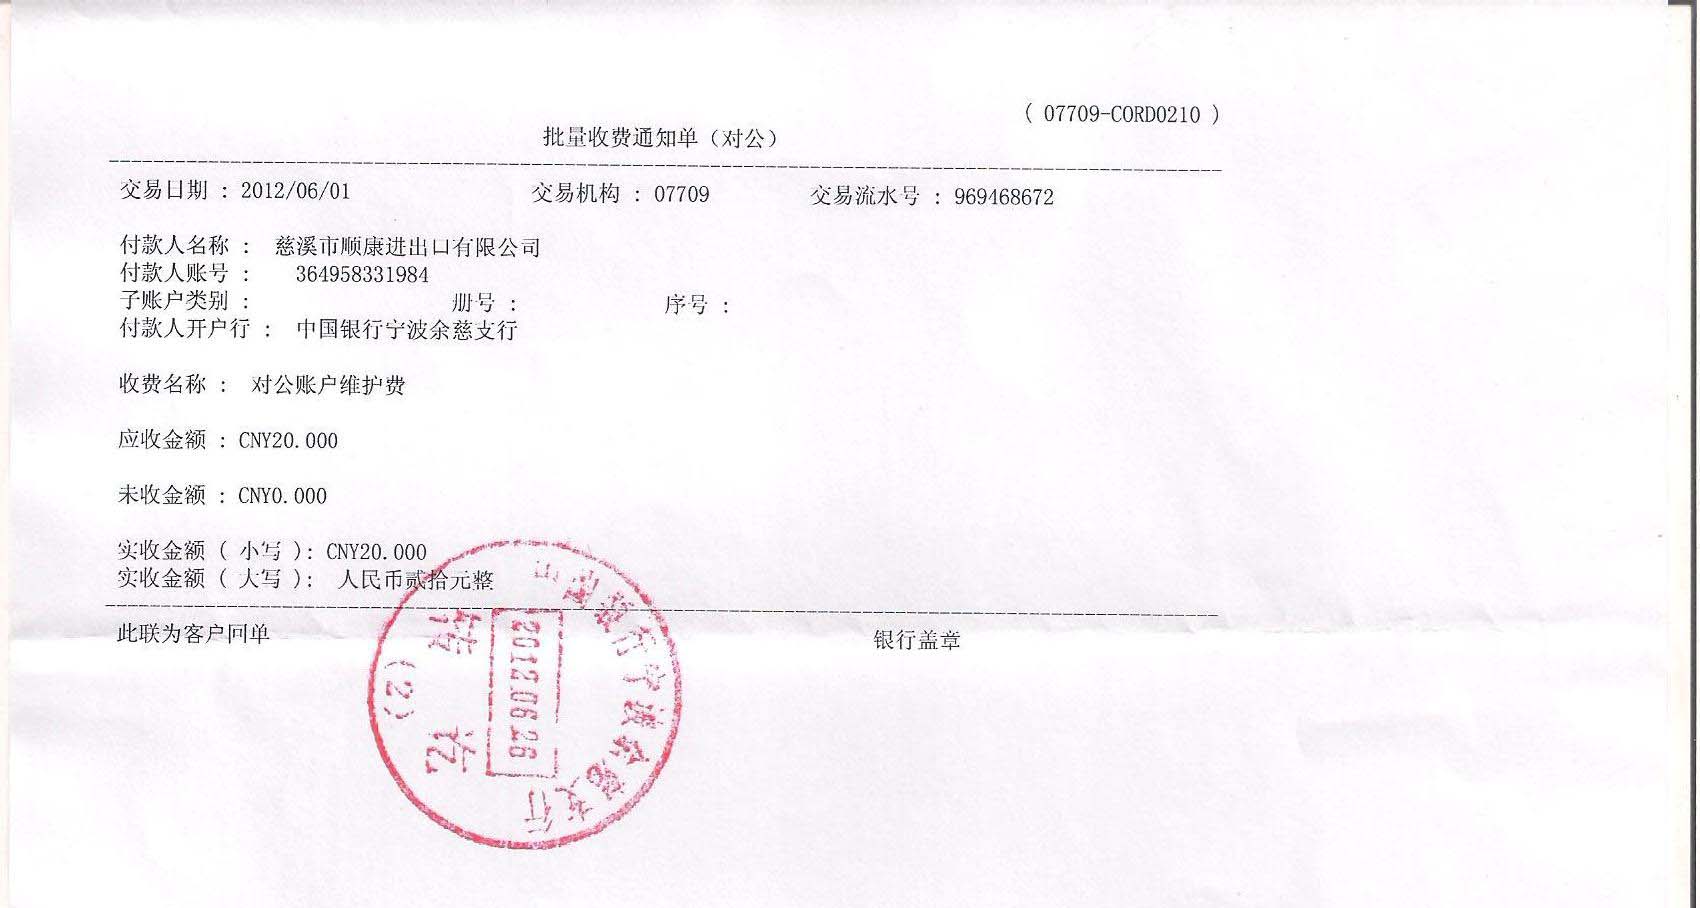 ( 07709-CORD0210 )
批量收费通知单（对公）
交易日期 : 2012/06/01 交易机构 : 07709 交易流水号 : 969468672
付款人名称 : 慈溪市顺康进出口有限公司
付款人账号 : 364958331984
子账户类别 : 册号 : 序号 :
付款人开户行 : 中国银行宁波余慈支行
收费名称 : 对公账户维护费
应收金额 : CNY20.000
未收金额 : CNY0.000
实收金额 ( 小写 ): CNY20.000
实收金额 ( 大写 ): 人民币贰拾元整
此联为客户回单 银行盖章
中国银行宁波余慈支行
2012.06.26
转讫
(2)